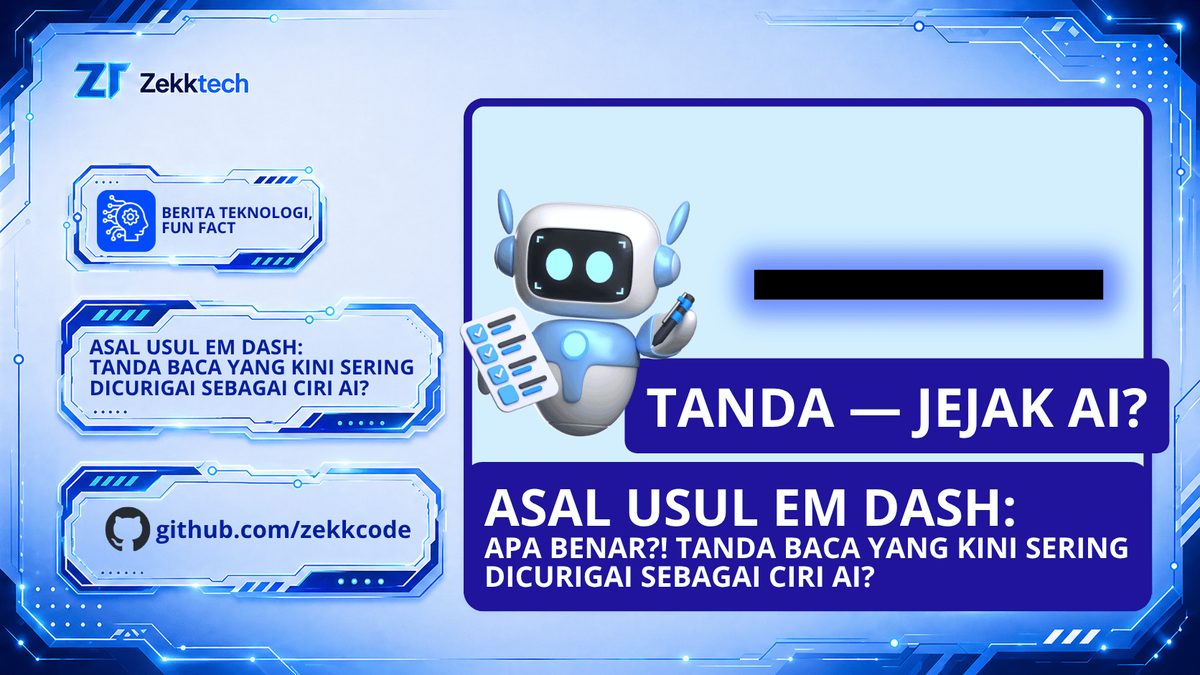 ZT Zekktech
BERITA TEKNOLOGI,
FUN FACT
ASAL USUL EM DASH:
TANDA BACA YANG KINI SERING
DICURIGAI SEBAGAI CIRI AI?
github.com/zekkcode
TANDA — JEJAK AI?
ASAL USUL EM DASH:
APA BENAR?! TANDA BACA YANG KINI SERING
DICURIGAI SEBAGAI CIRI AI?